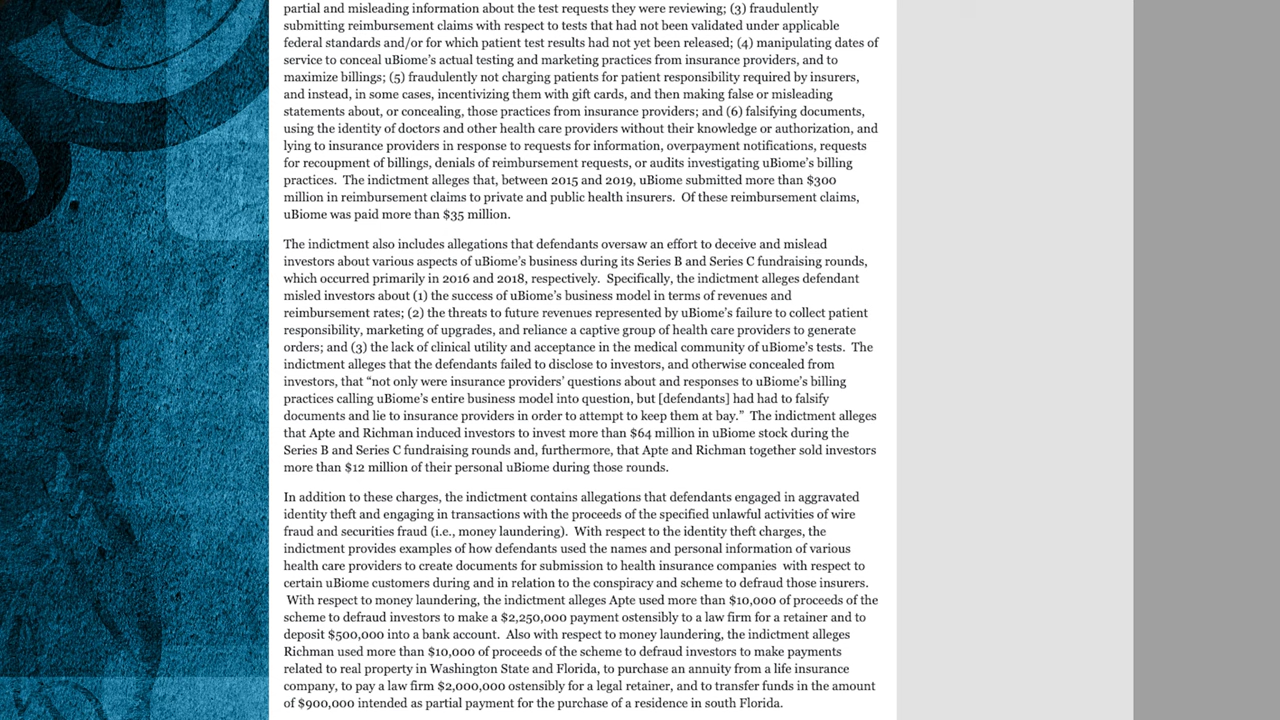 partial and misleading information about the test requests they were reviewing; (3) fraudulently
submitting reimbursement claims with respect to tests that had not been validated under applicable
federal standards and/or for which patient test results had not yet been released; (4) manipulating dates of
service to conceal uBiome’s actual testing and marketing practices from insurance providers, and to
maximize billings; (5) fraudulently not charging patients for patient responsibility required by insurers,
and instead, in some cases, incentivizing them with gift cards, and then making false or misleading
statements about, or concealing, those practices from insurance providers; and (6) falsifying documents,
using the identity of doctors and other health care providers without their knowledge or authorization, and
lying to insurance providers in response to requests for information, overpayment notifications, requests
for recoupment of billings, denials of reimbursement requests, or audits investigating uBiome’s billing
practices.  The indictment alleges that, between 2015 and 2019, uBiome submitted more than $300
million in reimbursement claims to private and public health insurers.  Of these reimbursement claims,
uBiome was paid more than $35 million.
The indictment also includes allegations that defendants oversaw an effort to deceive and mislead
investors about various aspects of uBiome’s business during its Series B and Series C fundraising rounds,
which occurred primarily in 2016 and 2018, respectively.  Specifically, the indictment alleges defendant
misled investors about (1) the success of uBiome’s business model in terms of revenues and
reimbursement rates; (2) the threats to future revenues represented by uBiome’s failure to collect patient
responsibility, marketing of upgrades, and reliance a captive group of health care providers to generate
orders; and (3) the lack of clinical utility and acceptance in the medical community of uBiome’s tests.  The
indictment alleges that the defendants failed to disclose to investors, and otherwise concealed from
investors, that “not only were insurance providers’ questions about and responses to uBiome’s billing
practices calling uBiome’s entire business model into question, but [defendants] had had to falsify
documents and lie to insurance providers in order to attempt to keep them at bay.”  The indictment alleges
that Apte and Richman induced investors to invest more than $64 million in uBiome stock during the
Series B and Series C fundraising rounds and, furthermore, that Apte and Richman together sold investors
more than $12 million of their personal uBiome during those rounds.
In addition to these charges, the indictment contains allegations that defendants engaged in aggravated
identity theft and engaging in transactions with the proceeds of the specified unlawful activities of wire
fraud and securities fraud (i.e., money laundering).  With respect to the identity theft charges, the
indictment provides examples of how defendants used the names and personal information of various
health care providers to create documents for submission to health insurance companies  with respect to
certain uBiome customers during and in relation to the conspiracy and scheme to defraud those insurers.
With respect to money laundering, the indictment alleges Apte used more than $10,000 of proceeds of the
scheme to defraud investors to make a $2,250,000 payment ostensibly to a law firm for a retainer and to
deposit $500,000 into a bank account.  Also with respect to money laundering, the indictment alleges
Richman used more than $10,000 of proceeds of the scheme to defraud investors to make payments
related to real property in Washington State and Florida, to purchase an annuity from a life insurance
company, to pay a law firm $2,000,000 ostensibly for a legal retainer, and to transfer funds in the amount
of $900,000 intended as partial payment for the purchase of a residence in south Florida.